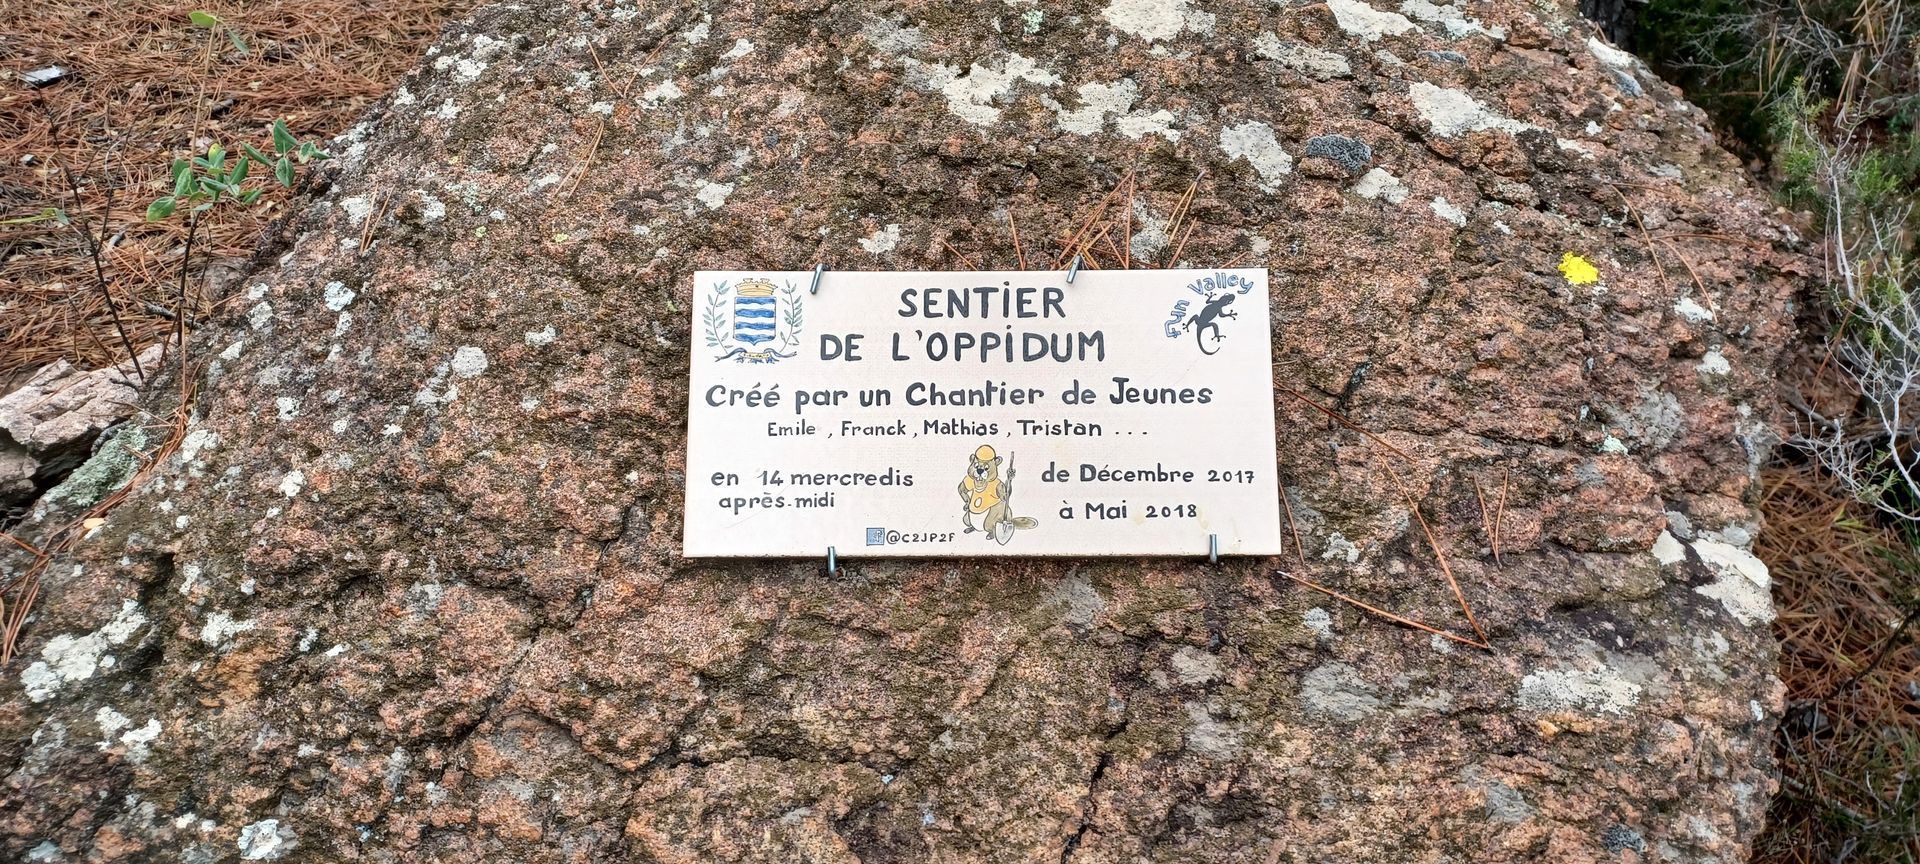 SENTIER
DE L'OPPIDUM
Fun Valley
Créé par un Chantier de Jeunes
Emile, Franck, Mathias, Tristan ...
en 14 mercredis
après-midi
de Décembre 2017
à Mai 2018
@C2JP2F